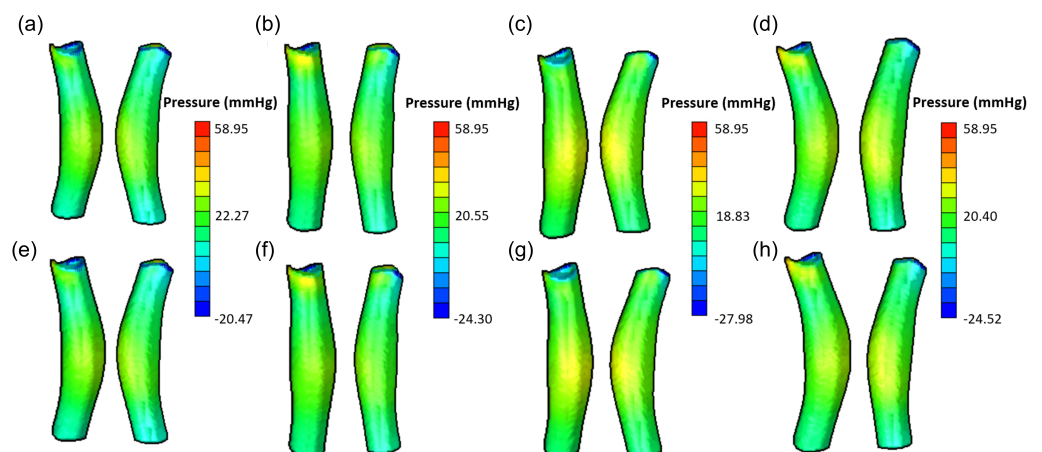 (a)
(b)
(c)
(d)
Pressure (mmHg)
58.95
22.27
-20.47
Pressure (mmHg)
58.95
20.55
-24.30
Pressure (mmHg)
58.95
18.83
-27.98
Pressure (mmHg)
58.95
20.40
-24.52
(e)
(f)
(g)
(h)